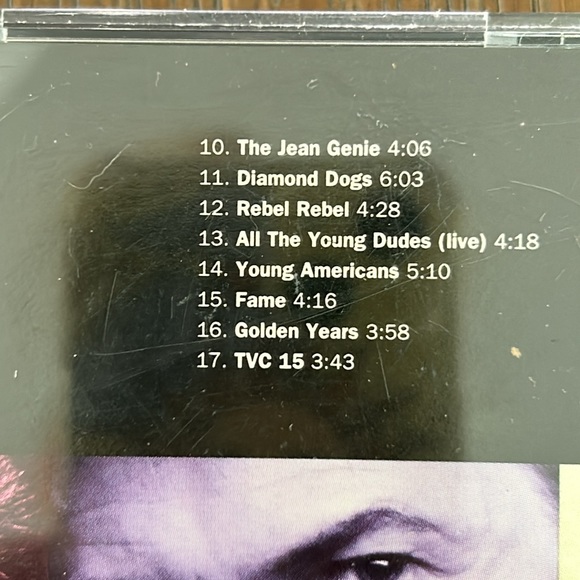 10. The Jean Genie 4:06
11. Diamond Dogs 6:03
12. Rebel Rebel 4:28
13. All The Young Dudes (live) 4:18
14. Young Americans 5:10
15. Fame 4:16
16. Golden Years 3:58
17. TVC 15 3:43